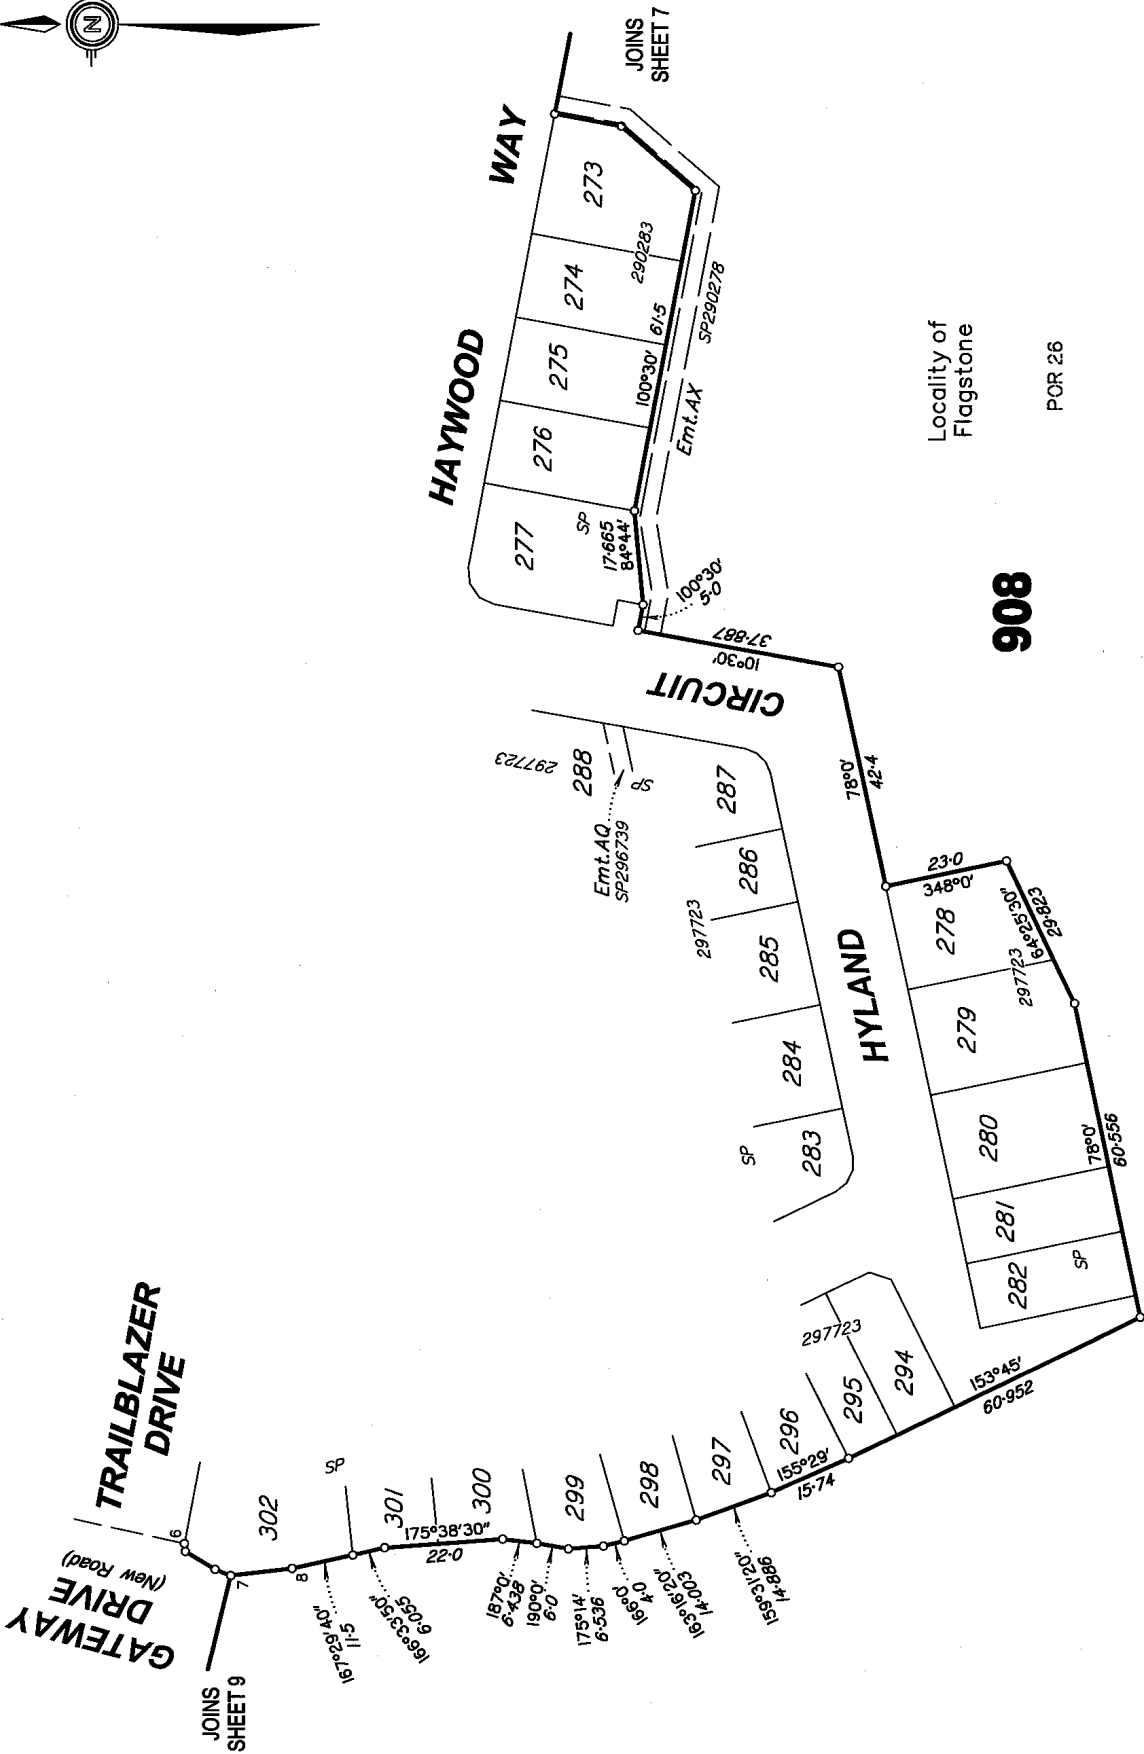 N
JOINS
SHEET 7
HAYWOOD WAY
273
274
275
276
277
SP
290283
61·5
100°30'
SP290278
Emt.AX
17·665
84°44'
100°30'
5·0
37·887
10°30'
CIRCUIT
Locality of
Flagstone
POR 26
908
297723
288
SP
Emt.AQ
SP296739
287
286
297723
285
284
283
SP
78°0'
42·4
23·0
348°0'
HYLAND
278
64°25'30"
29·823
297723
279
280
281
282
SP
78°0'
60·556
297723
294
295
296
297
298
299
300
301
302
SP
153°45'
60·952
155°29'
15·74
159°31'20"
14·886
163°16'20"
14·003
166°0'
4·0
175°14'
6·536
190°0'
6·0
187°0'
6·438
175°38'30"
22·0
166°33'50"
6·055
167°29'40"
11·5
6
7
8
TRAILBLAZER
DRIVE
GATEWAY
DRIVE
(New Road)
JOINS
SHEET 9